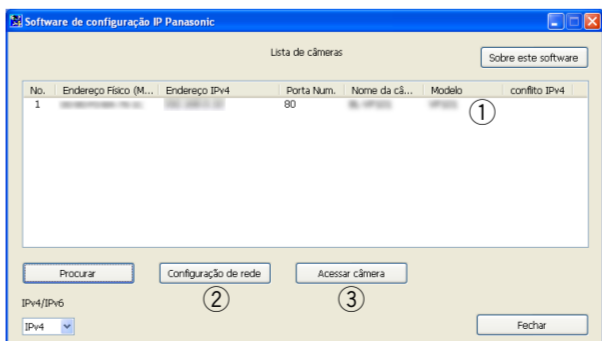 Software de configuração IP Panasonic
Lista de câmeras
Sobre este software
No. Endereço Físico (M... Endereço IPv4 Porta Num. Nome da câ... Modelo conflito IPv4
1 80
1
Procurar Configuração de rede Acessar câmera
2 3
IPv4/IPv6
IPv4 Fechar